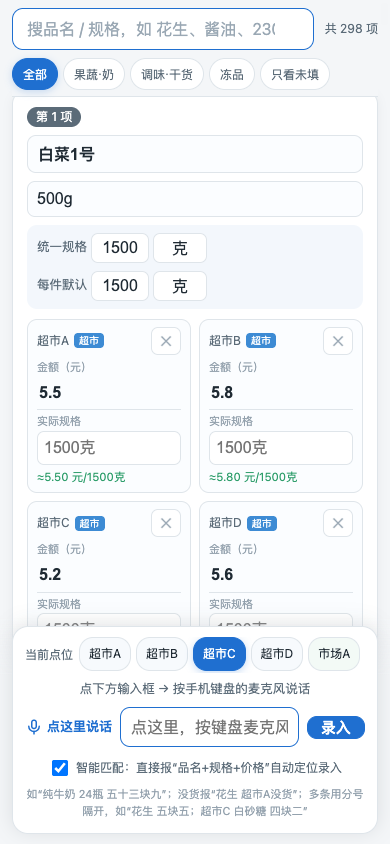 搜品名 / 规格，如 花生、酱油、230
共 298 项
全部 果蔬·奶 调味·干货 冻品 只看未填
第 1 项
白菜1号
500g
统一规格 1500 克
每件默认 1500 克
超市A 超市 ×
金额（元）
5.5
实际规格
1500克
≈5.50 元/1500克
超市B 超市 ×
金额（元）
5.8
实际规格
1500克
≈5.80 元/1500克
超市C 超市 ×
金额（元）
5.2
实际规格
超市D 超市 ×
金额（元）
5.6
实际规格
当前点位 超市A 超市B 超市C 超市D 市场A
点下方输入框 → 按手机键盘的麦克风说话
点这里说话 点这里，按键盘麦克风 录入
智能匹配：直接报“品名+规格+价格”自动定位录入
如“纯牛奶 24瓶 五十三块九”；没货报“花生 超市A没货”；多条用分号
隔开，如“花生 五块五；超市C 白砂糖 四块二”